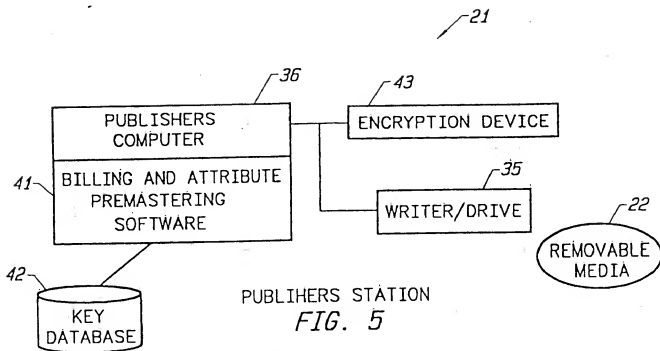 21
36
PUBLISHERS
COMPUTER
43
ENCRYPTION DEVICE
41
BILLING AND ATTRIBUTE
PREMASTERING
SOFTWARE
35
WRITER/DRIVE
22
REMOVABLE
MEDIA
42
KEY
DATABASE
PUBLIHERS STATION
FIG. 5